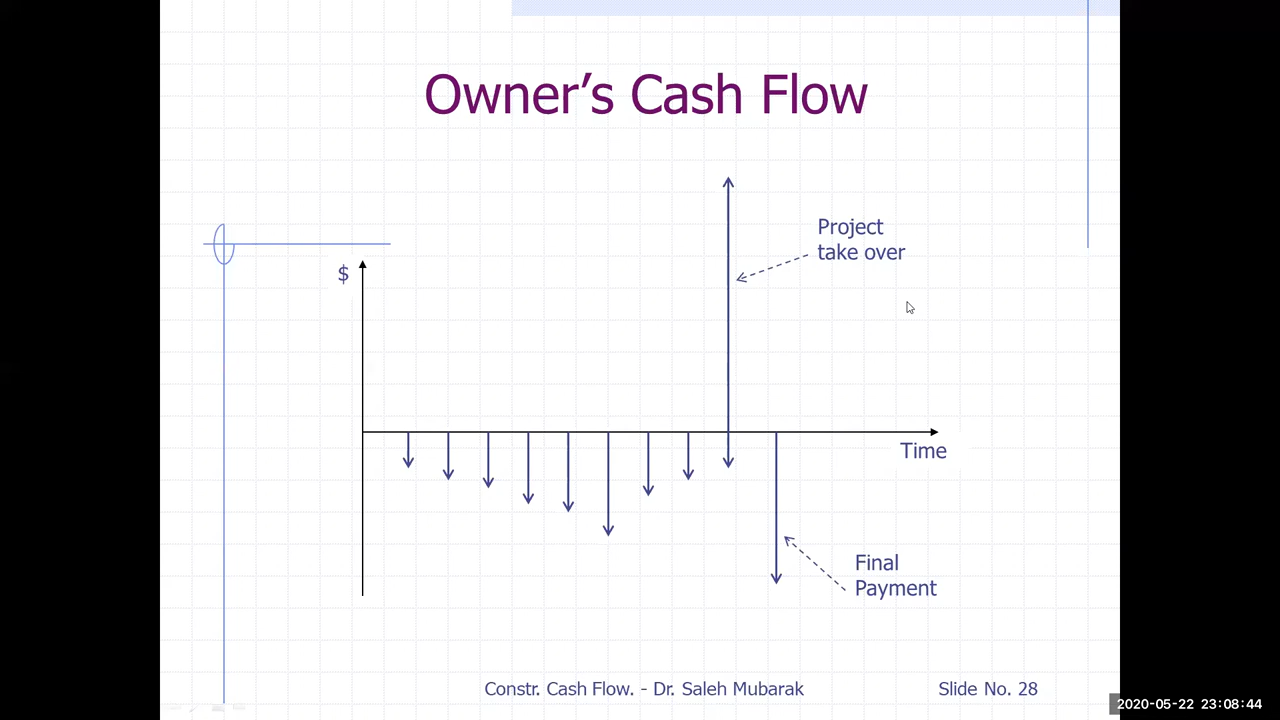 Owner’s Cash Flow
Project
take over
$
Time
Final
Payment
Constr. Cash Flow. - Dr. Saleh Mubarak
Slide No. 28
2020-05-22 23:08:44